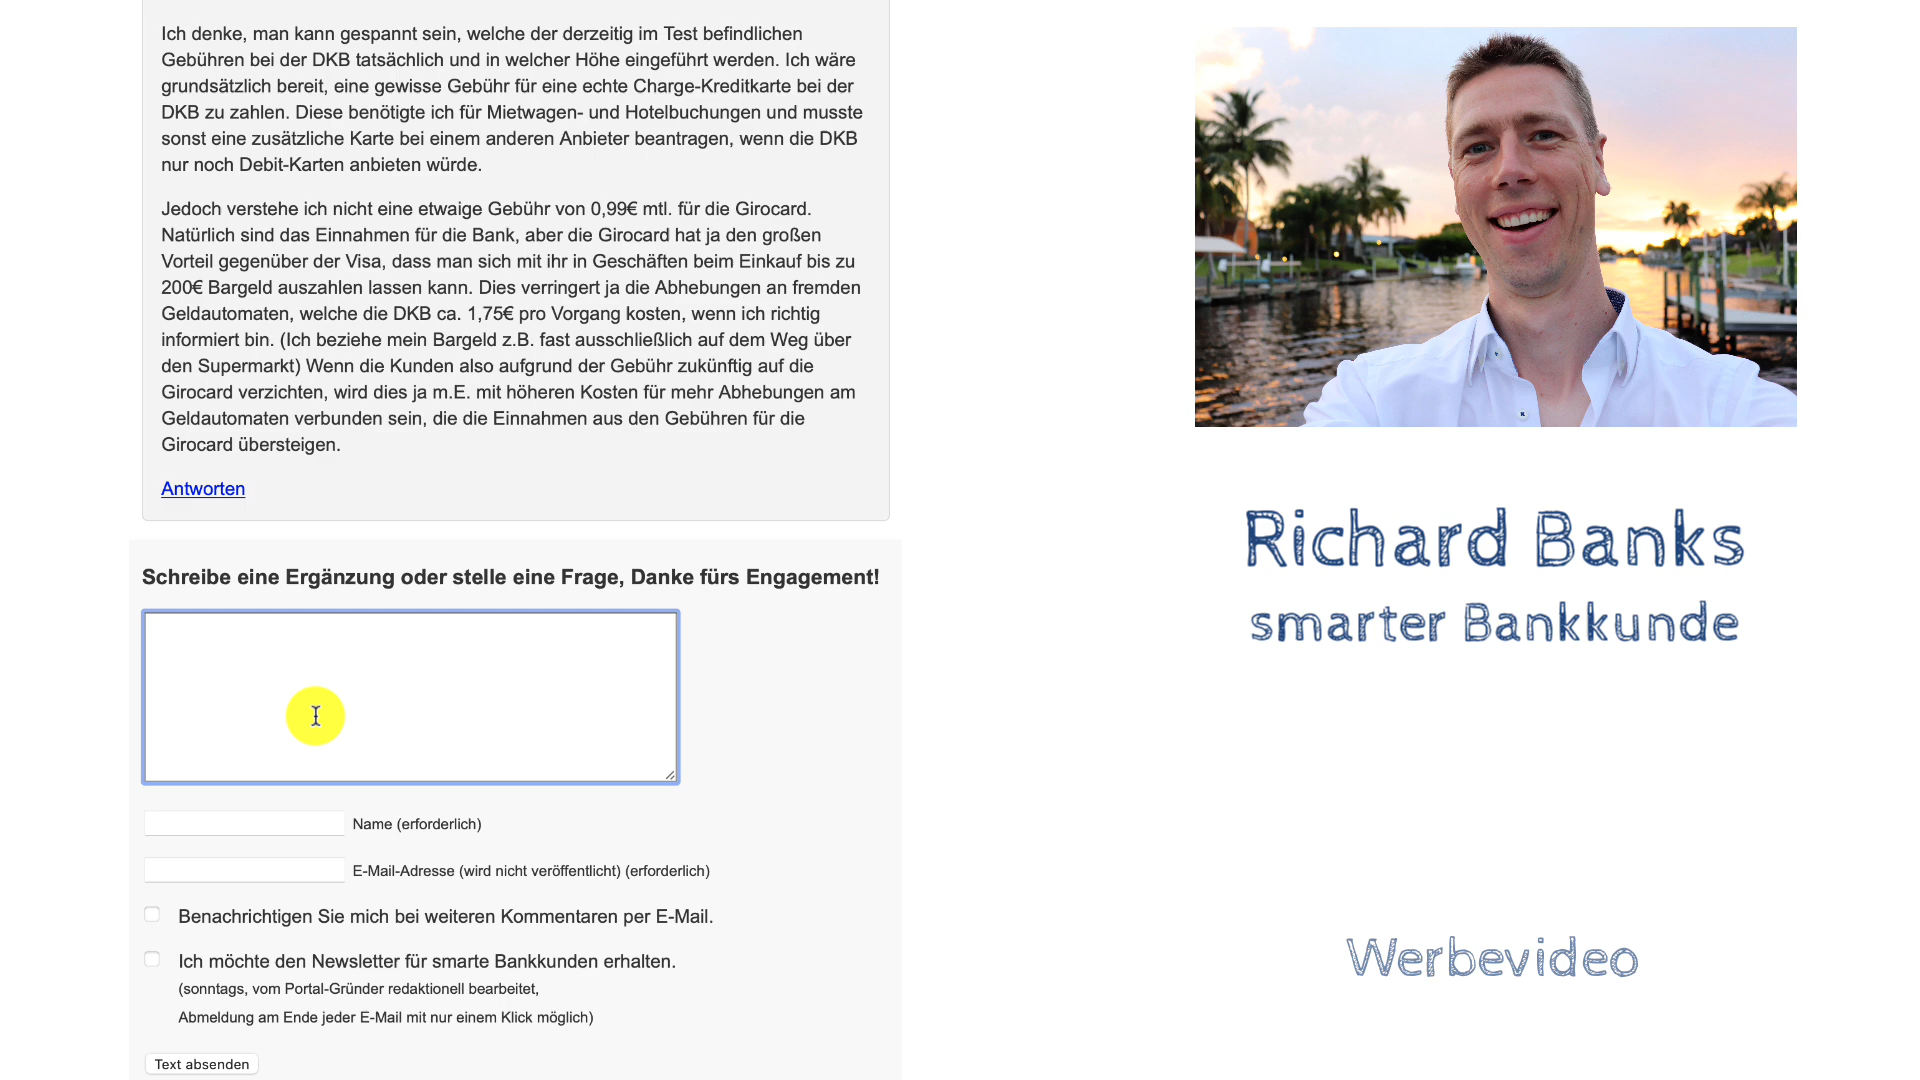 Ich denke, man kann gespannt sein, welche der derzeitig im Test befindlichen
Gebühren bei der DKB tatsächlich und in welcher Höhe eingeführt werden. Ich wäre
grundsätzlich bereit, eine gewisse Gebühr für eine echte Charge-Kreditkarte bei der
DKB zu zahlen. Diese benötigte ich für Mietwagen- und Hotelbuchungen und musste
sonst eine zusätzliche Karte bei einem anderen Anbieter beantragen, wenn die DKB
nur noch Debit-Karten anbieten würde.
Jedoch verstehe ich nicht eine etwaige Gebühr von 0,99€ mtl. für die Girocard.
Natürlich sind das Einnahmen für die Bank, aber die Girocard hat ja den großen
Vorteil gegenüber der Visa, dass man sich mit ihr in Geschäften beim Einkauf bis zu
200€ Bargeld auszahlen lassen kann. Dies verringert ja die Abhebungen an fremden
Geldautomaten, welche die DKB ca. 1,75€ pro Vorgang kosten, wenn ich richtig
informiert bin. (Ich beziehe mein Bargeld z.B. fast ausschließlich auf dem Weg über
den Supermarkt) Wenn die Kunden also aufgrund der Gebühr zukünftig auf die
Girocard verzichten, wird dies ja m.E. mit höheren Kosten für mehr Abhebungen am
Geldautomaten verbunden sein, die die Einnahmen aus den Gebühren für die
Girocard übersteigen.
Antworten
Schreibe eine Ergänzung oder stelle eine Frage, Danke fürs Engagement!
Name (erforderlich)
E-Mail-Adresse (wird nicht veröffentlicht) (erforderlich)
Benachrichtigen Sie mich bei weiteren Kommentaren per E-Mail.
Ich möchte den Newsletter für smarte Bankkunden erhalten.
(sonntags, vom Portal-Gründer redaktionell bearbeitet,
Abmeldung am Ende jeder E-Mail mit nur einem Klick möglich)
Text absenden
Richard Banks
smarter Bankkunde
Werbevideo